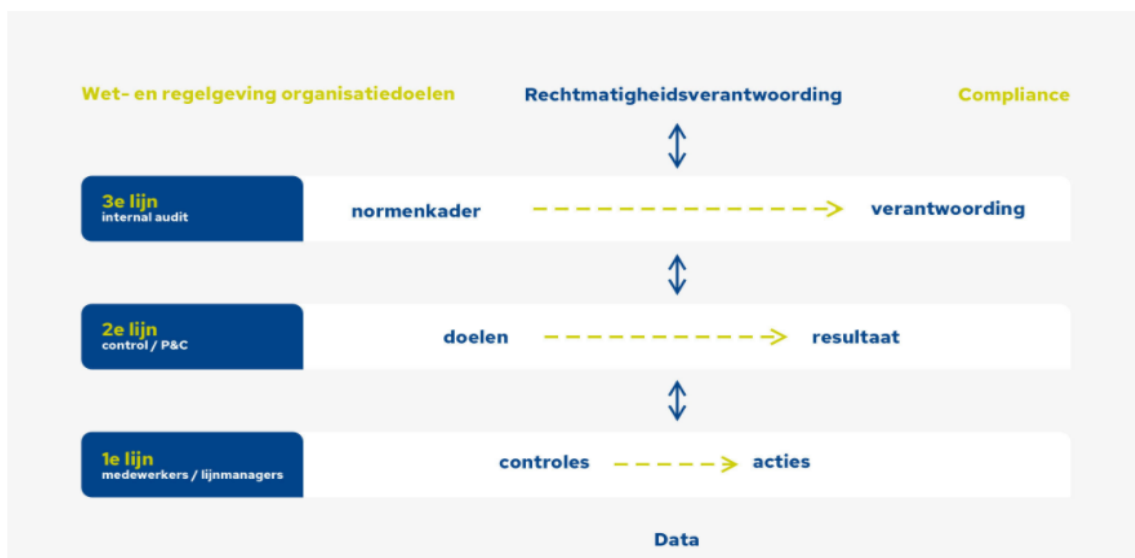 Wet- en regelgeving organisatiedoelen Rechtmatigheidsverantwoording Compliance
3e lijn
internal audit
normenkader verantwoording
2e lijn
control / P&C
doelen resultaat
1e lijn
medewerkers / lijnmanagers
controles acties
Data